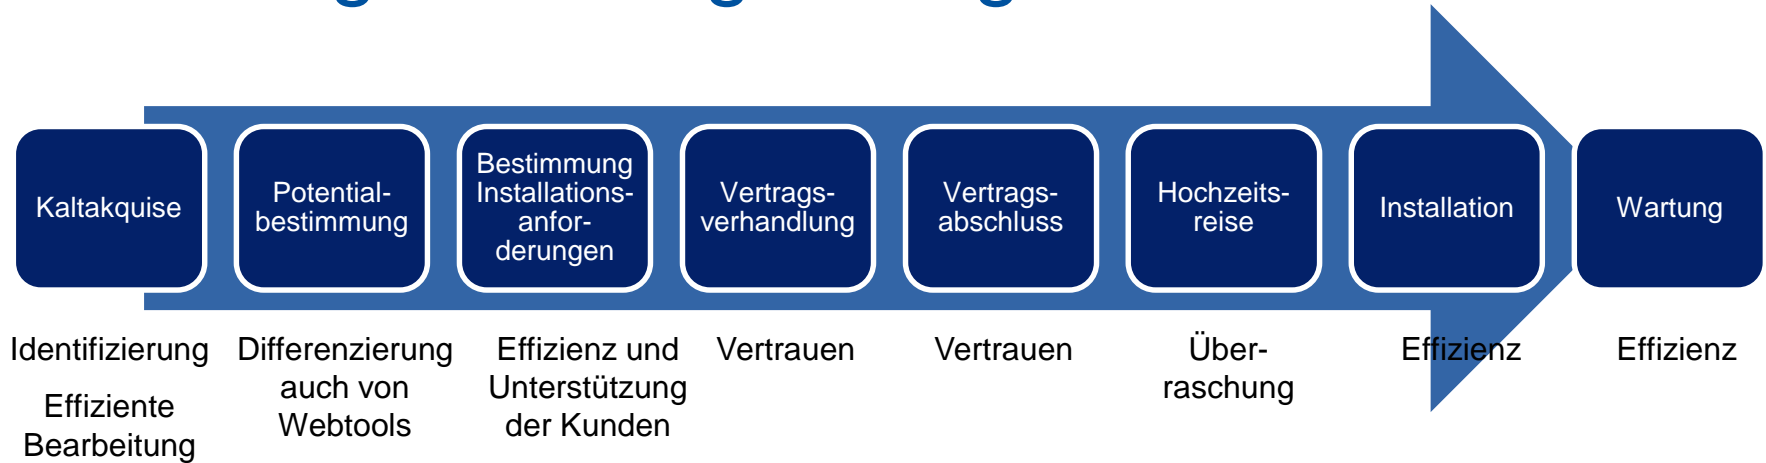 Kaltakquise
Potential-
bestimmung
Bestimmung
Installations-
anfor-
derungen
Vertrags-
verhandlung
Vertrags-
abschluss
Hochzeits-
reise
Installation
Wartung
Identifizierung
Effiziente
Bearbeitung
Differenzierung
auch von
Webtools
Effizienz und
Unterstützung
der Kunden
Vertrauen
Vertrauen
Über-
raschung
Effizienz
Effizienz